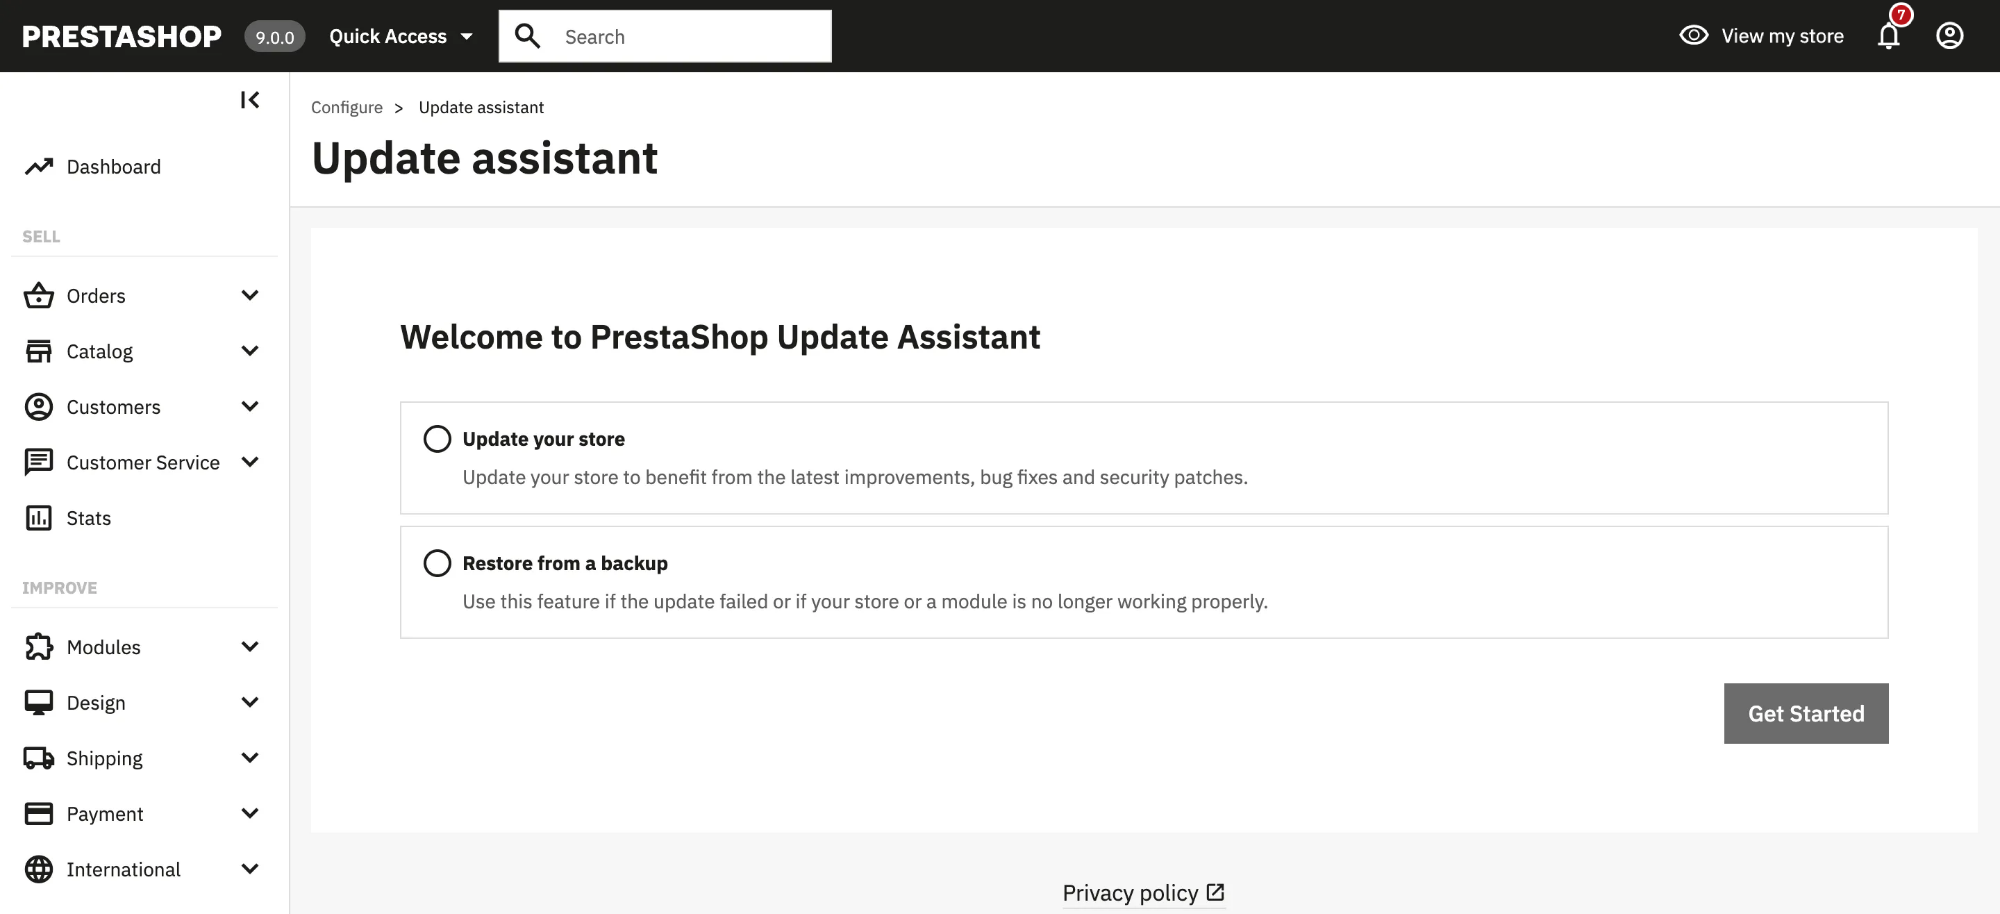 PRESTASHOP 9.0.0 Quick Access Search View my store 7
Configure > Update assistant
Update assistant
Dashboard
SELL
Orders
Catalog
Customers
Customer Service
Stats
IMPROVE
Modules
Design
Shipping
Payment
International
Welcome to PrestaShop Update Assistant
Update your store
Update your store to benefit from the latest improvements, bug fixes and security patches.
Restore from a backup
Use this feature if the update failed or if your store or a module is no longer working properly.
Get Started
Privacy policy